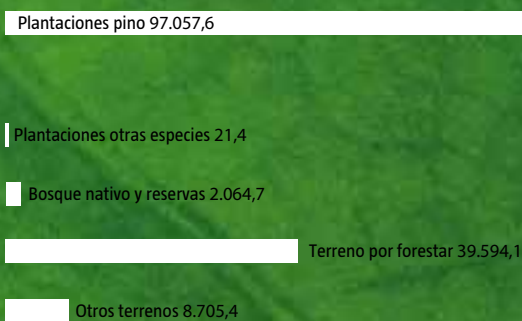 Plantaciones pino 97.057,6
Plantaciones otras especies 21,4
Bosque nativo y reservas 2.064,7
Terreno por forestar 39.594,1
Otros terrenos 8.705,4